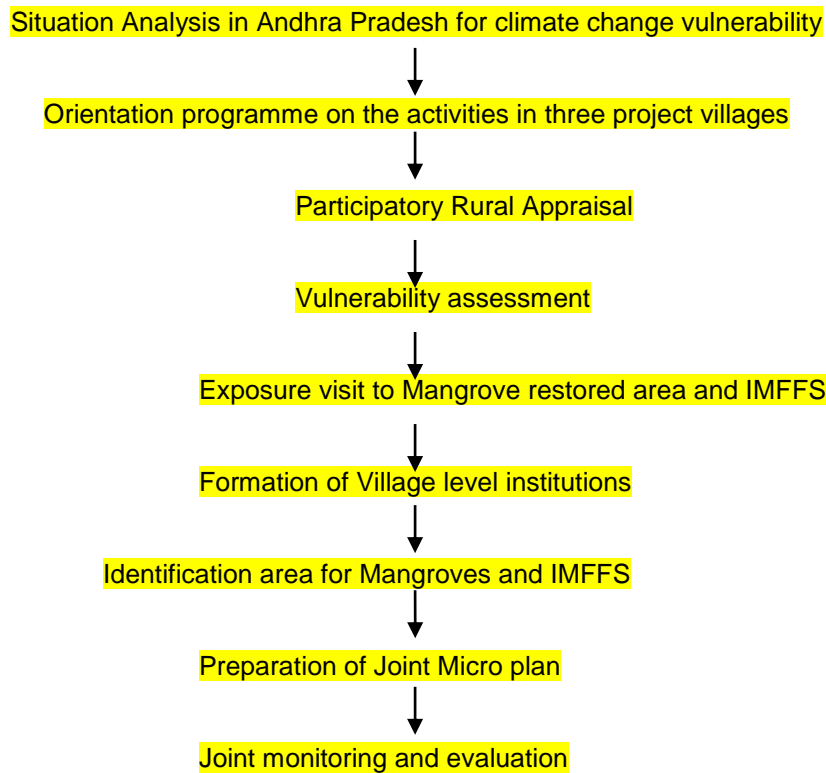 Situation Analysis in Andhra Pradesh for climate change vulnerability
Orientation programme on the activities in three project villages
Participatory Rural Appraisal
Vulnerability assessment
Exposure visit to Mangrove restored area and IMFFS
Formation of Village level institutions
Identification area for Mangroves and IMFFS
Preparation of Joint Micro plan
Joint monitoring and evaluation